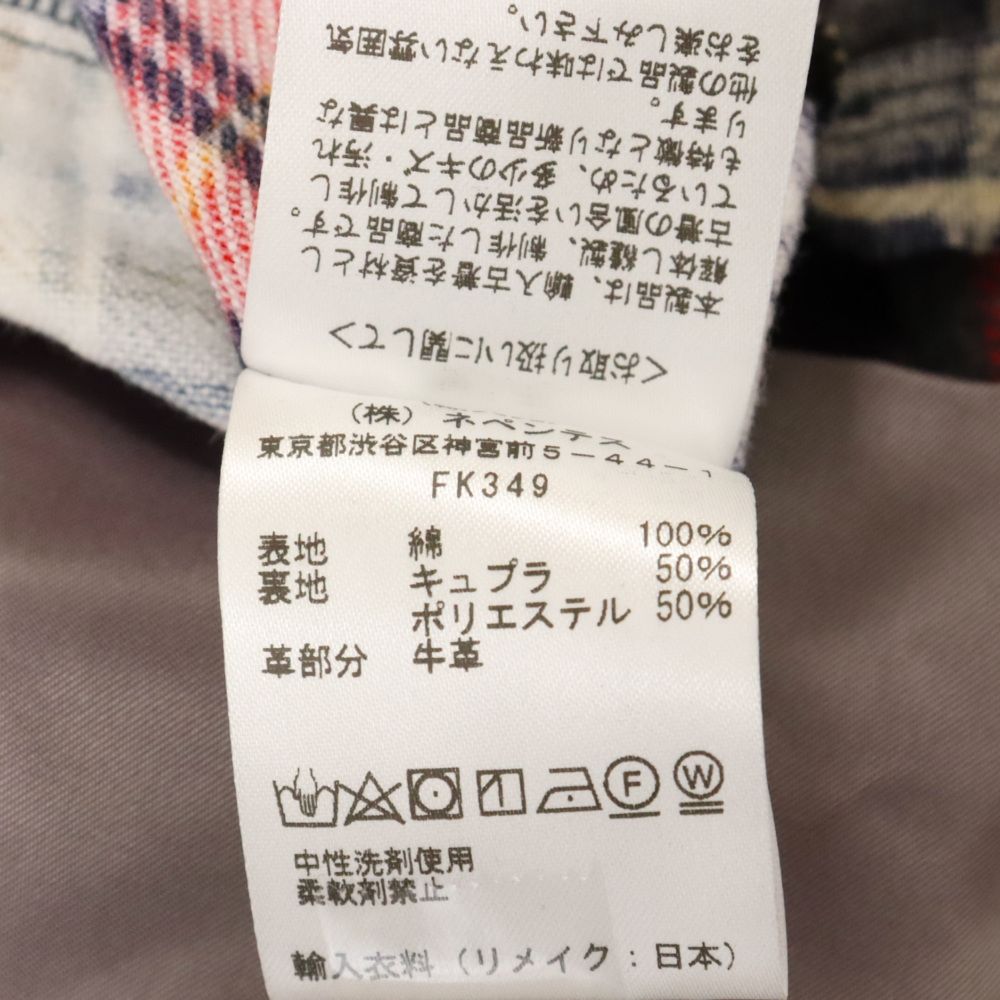 <お取り扱いに関して>
本製品は、輸入古着を資材とし
解体し縫製、制作した商品です。
古着の風合いを活かして制作し
ているため、多少のキズ・汚れ
も特徴となり新品商品とは異な
ります。
他の製品では味わえない雰囲気
をお楽しみ下さい。
(株) ネペンテス
東京都渋谷区神宮前5-44-1
FK349
表地 綿 100%
裏地 キュプラ 50%
ポリエステル 50%
革部分 牛革
F W
中性洗剤使用
柔軟剤禁止
輸入衣料(リメイク:日本)